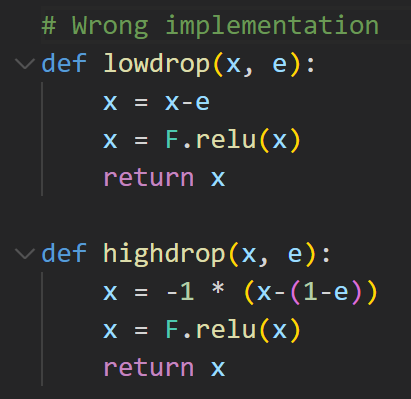 # Wrong implementation
def lowdrop(x, e):
    x = x-e
    x = F.relu(x)
    return x

def highdrop(x, e):
    x = -1 * (x-(1-e))
    x = F.relu(x)
    return x